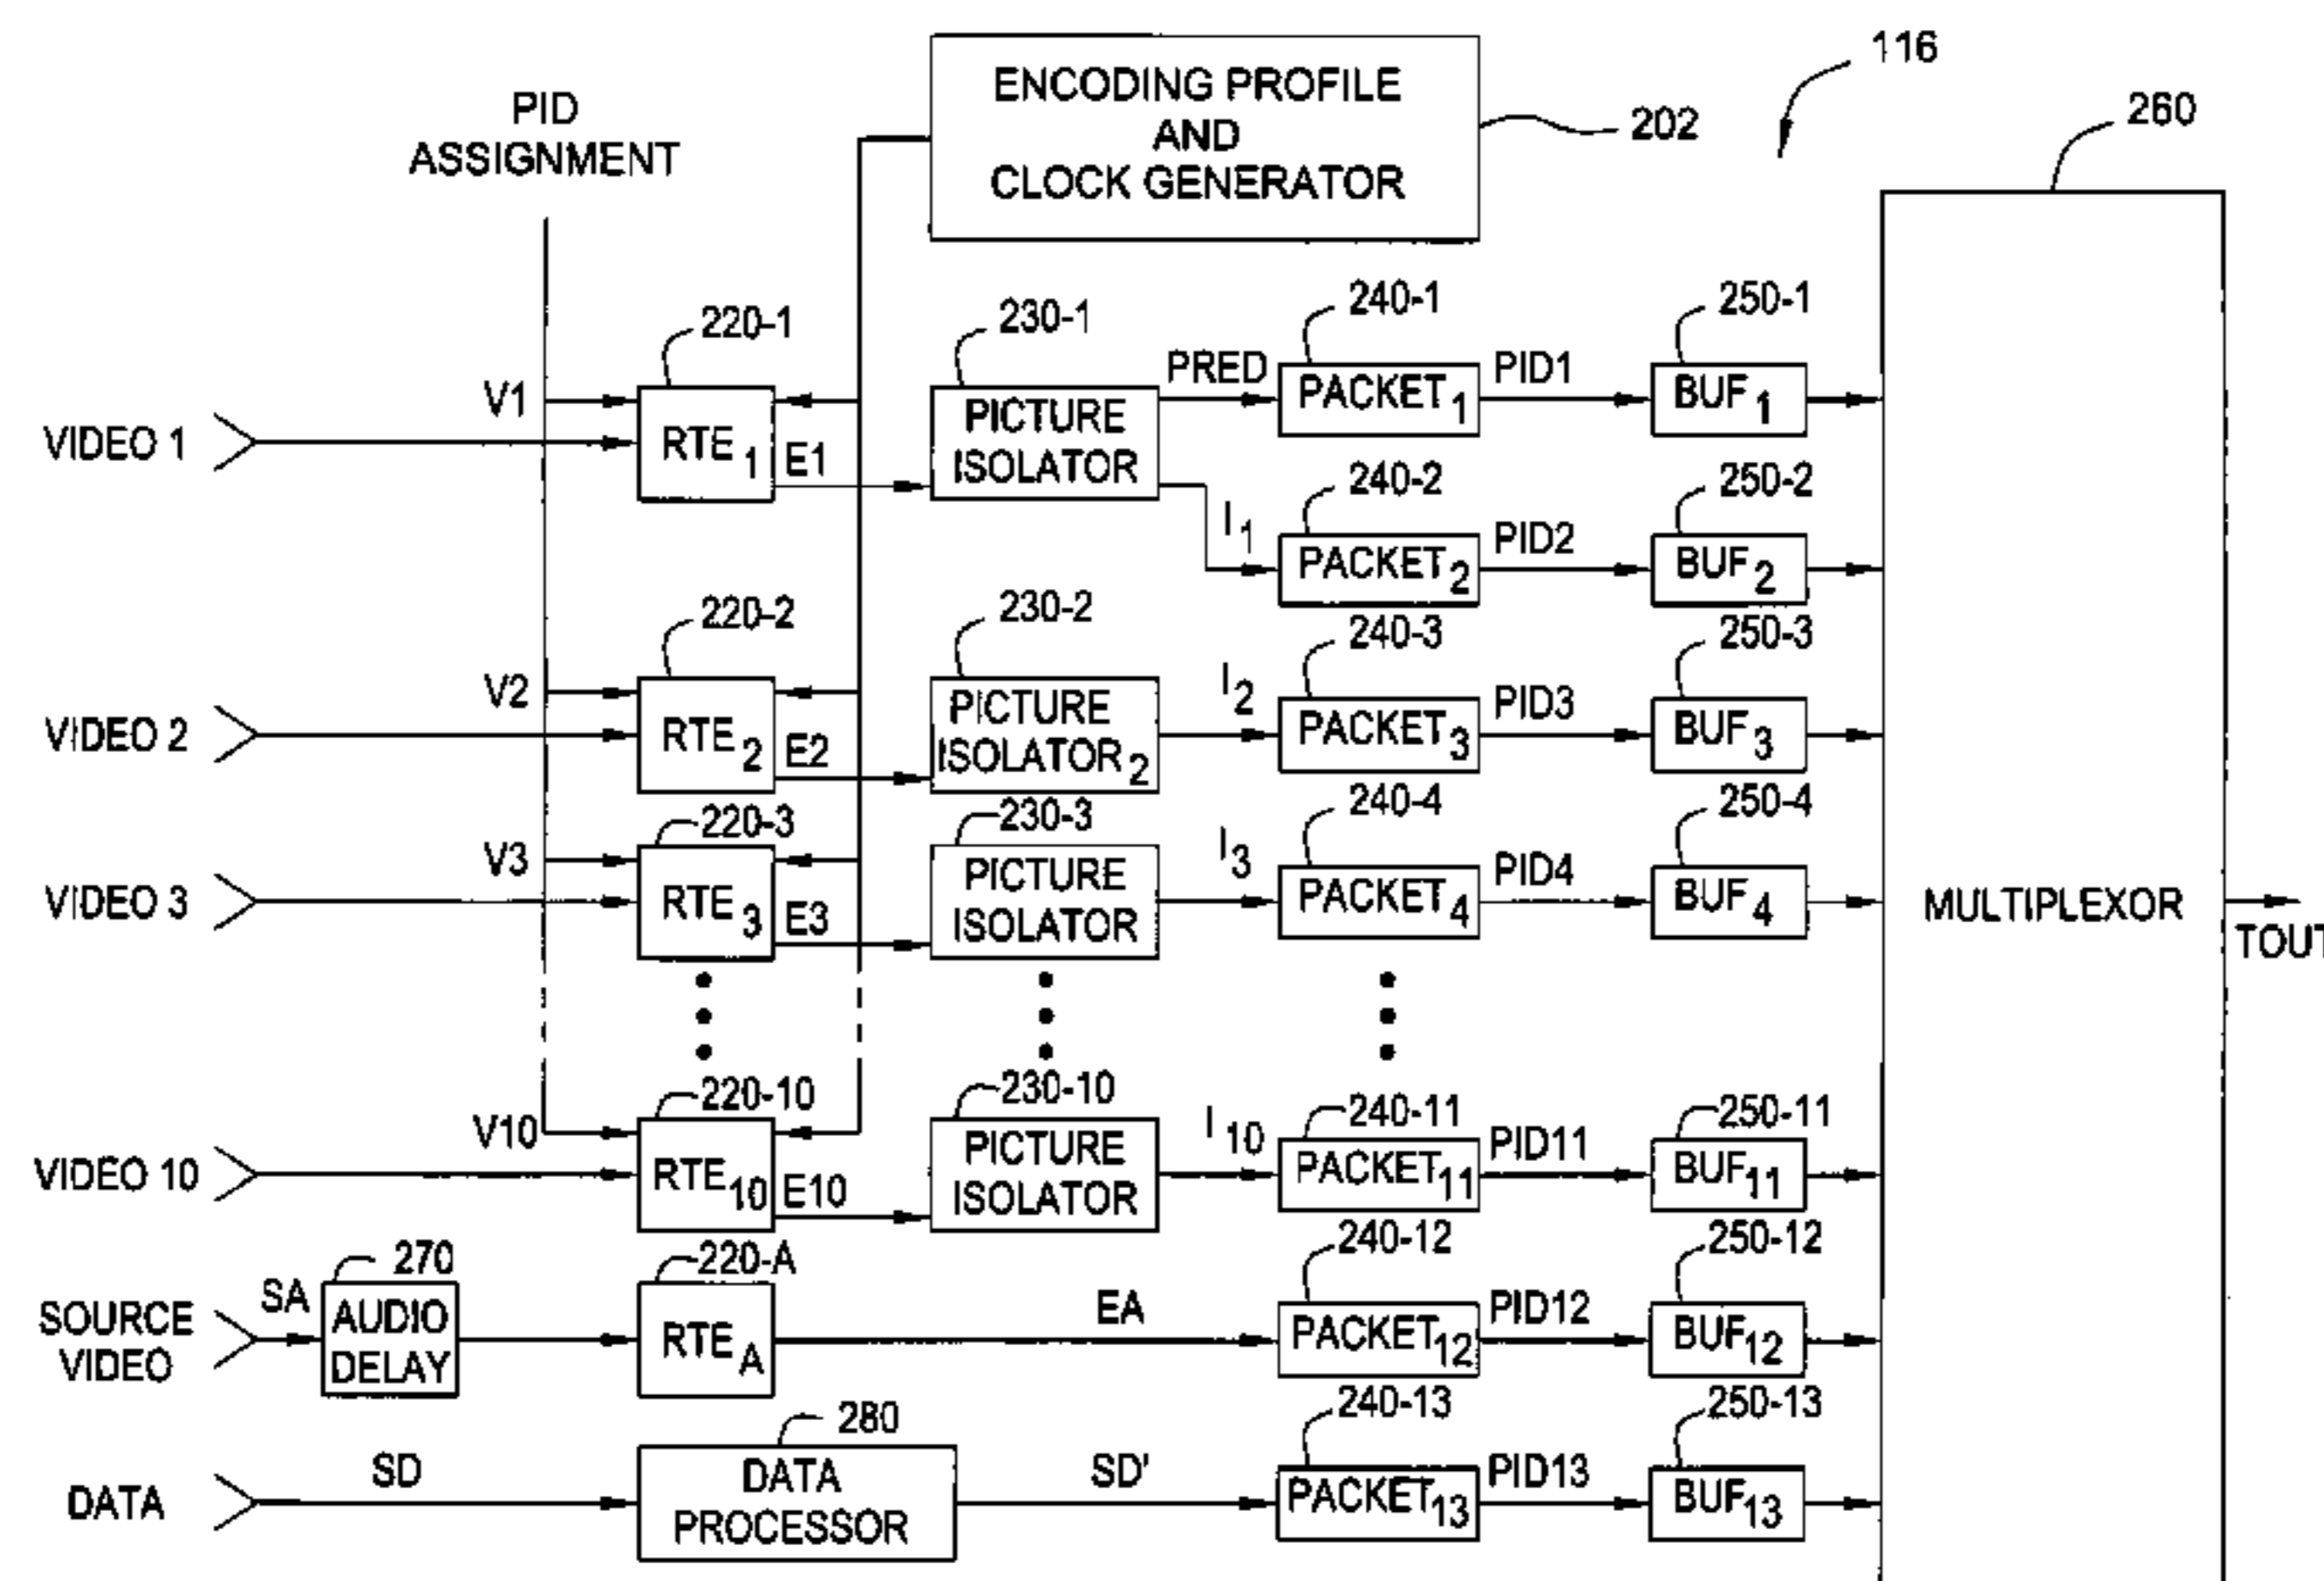 ENCODING PROFILE
AND
CLOCK GENERATOR
116
202
260
PID
ASSIGNMENT
220-1
230-1
240-1
250-1
VIDEO 1
V1
RTE1
E1
PICTURE
ISOLATOR
PRED
PACKET1
PID1
BUF1
240-2
250-2
I1
PACKET2
PID2
BUF2
220-2
230-2
240-3
250-3
VIDEO 2
V2
RTE2
E2
PICTURE
ISOLATOR2
I2
PACKET3
PID3
BUF3
220-3
230-3
240-4
250-4
VIDEO 3
V3
RTE3
E3
PICTURE
ISOLATOR
I3
PACKET4
PID4
BUF4
MULTIPLEXOR
TOUT
220-10
230-10
240-11
250-11
VIDEO 10
V10
RTE10
E10
PICTURE
ISOLATOR
I10
PACKET11
PID11
BUF11
270
220-A
240-12
250-12
SOURCE
VIDEO
SA
AUDIO
DELAY
RTEA
EA
PACKET12
PID12
BUF12
280
240-13
250-13
DATA
SD
DATA
PROCESSOR
SD'
PACKET13
PID13
BUF13